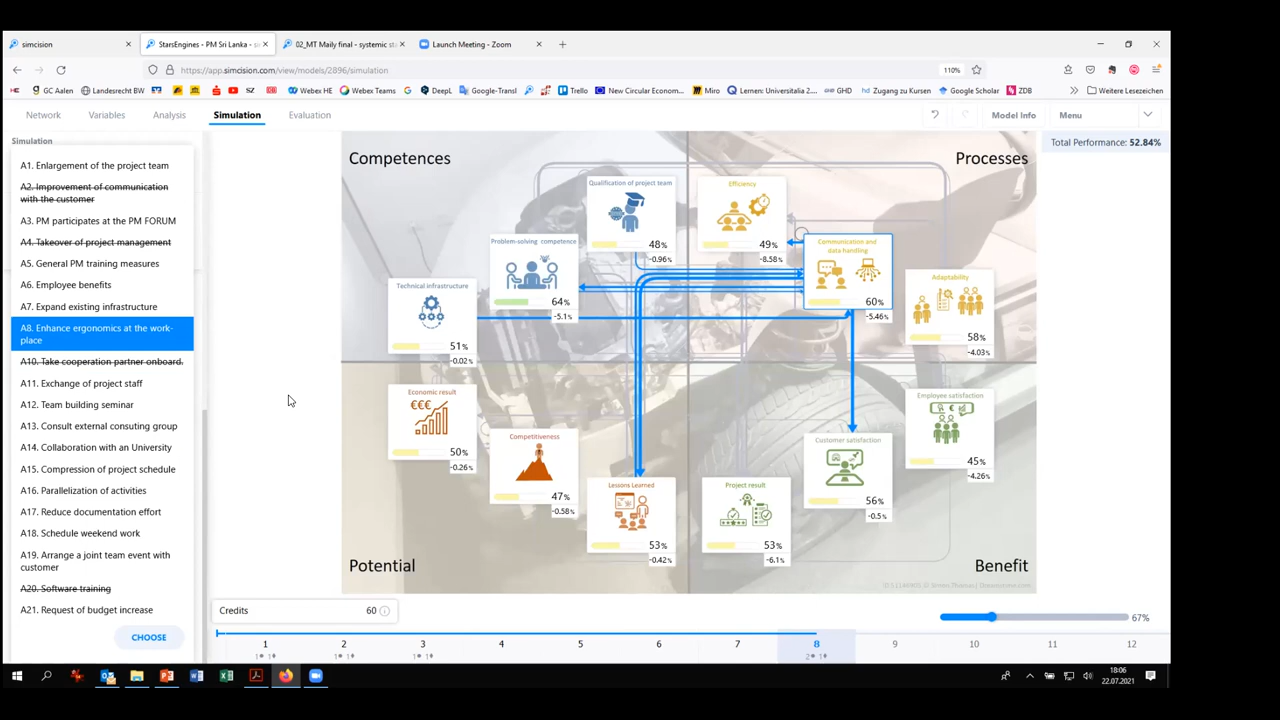 simcision
StarsEngines - PM Sri Lanka - si
02_MT Maily final - systemic st
Launch Meeting - Zoom
https://app.simcision.com/view/models/2896/simulation
110%
GC Aalen
Landesrecht BW
SZ
Webex HE
Webex Teams
DeepL
Google-Transl
Trello
New Circular Econom...
Miro
Lernen: Universitalia 2....
GHD
Zugang zu Kursen
Google Scholar
ZDB
Weitere Lesezeichen
Network
Variables
Analysis
Simulation
Evaluation
Model Info
Menu
Simulation
A1. Enlargement of the project team
A2. Improvement of communication
with the customer
A3. PM participates at the PM FORUM
A4. Takeover of project management
A5. General PM training measures
A6. Employee benefits
A7. Expand existing infrastructure
A8. Enhance ergonomics at the work-
place
A10. Take cooperation partner onboard.
A11. Exchange of project staff
A12. Team building seminar
A13. Consult external consuting group
A14. Collaboration with an University
A15. Compression of project schedule
A16. Parallelization of activities
A17. Reduce documentation effort
A18. Schedule weekend work
A19. Arrange a joint team event with
customer
A20. Software training
A21. Request of budget increase
CHOOSE
Total Performance: 52.84%
Competences
Processes
Qualification of project team
48%
-0.96%
Efficiency
49%
-8.58%
Problem-solving competence
64%
-5.1%
Communication and
data handling
60%
-5.46%
Technical infrastructure
51%
-0.02%
Adaptability
58%
-4.03%
Economic result
€€€
50%
-0.26%
Employee satisfaction
45%
-4.26%
Competitiveness
47%
-0.58%
Customer satisfaction
56%
-0.5%
Lessons Learned
53%
-0.42%
Project result
53%
-6.1%
Potential
Benefit
Credits
60
67%
1
2
3
4
5
6
7
8
9
10
11
12
18:06
22.07.2021